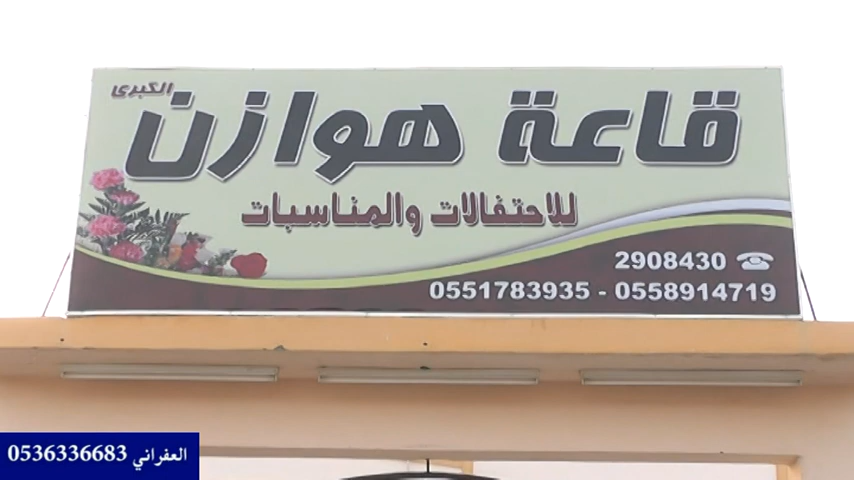 قاعة هوازن الكبرى
للاحتفالات والمناسبات
2908430
0551783935 - 0558914719
العفراني 0536336683